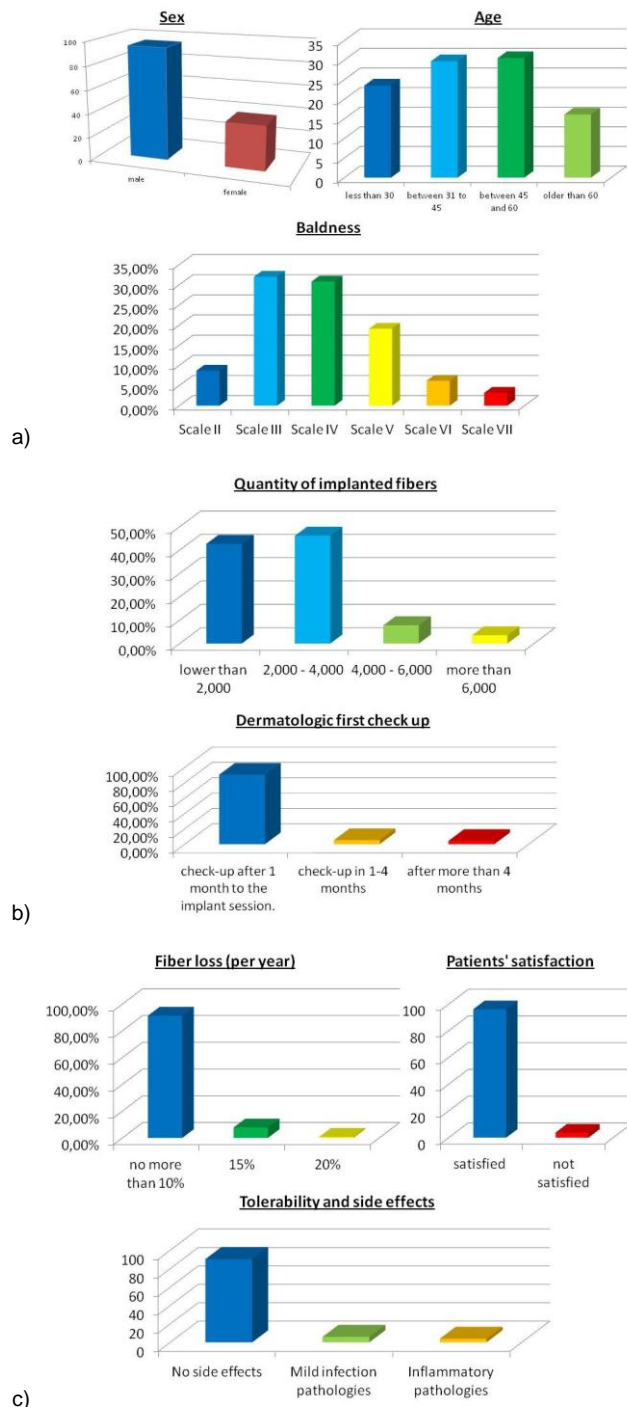 Sex
100
80
60
40
20
0
male
female
Age
35
30
25
20
15
10
5
0
less than 30
between 31 to
45
between 45
and 60
older than 60
Baldness
35,00%
30,00%
25,00%
20,00%
15,00%
10,00%
5,00%
0,00%
Scale II Scale III Scale IV Scale V Scale VI Scale VII
a)
Quantity of implanted fibers
50,00%
40,00%
30,00%
20,00%
10,00%
0,00%
lower than
2,000
2,000 - 4,000
4,000 - 6,000
more than
6,000
Dermatologic first check up
100,00%
80,00%
60,00%
40,00%
20,00%
0,00%
check-up after 1
month to the
implant session.
check-up in 1-4
months
after more than 4
months
b)
Fiber loss (per year)
100,00%
80,00%
60,00%
40,00%
20,00%
0,00%
no more
than 10%
15%
20%
Patients' satisfaction
100
80
60
40
20
0
satisfied
not
satisfied
Tolerability and side effects
100
80
60
40
20
0
No side effects
Mild infection
pathologies
Inflammatory
pathologies
c)